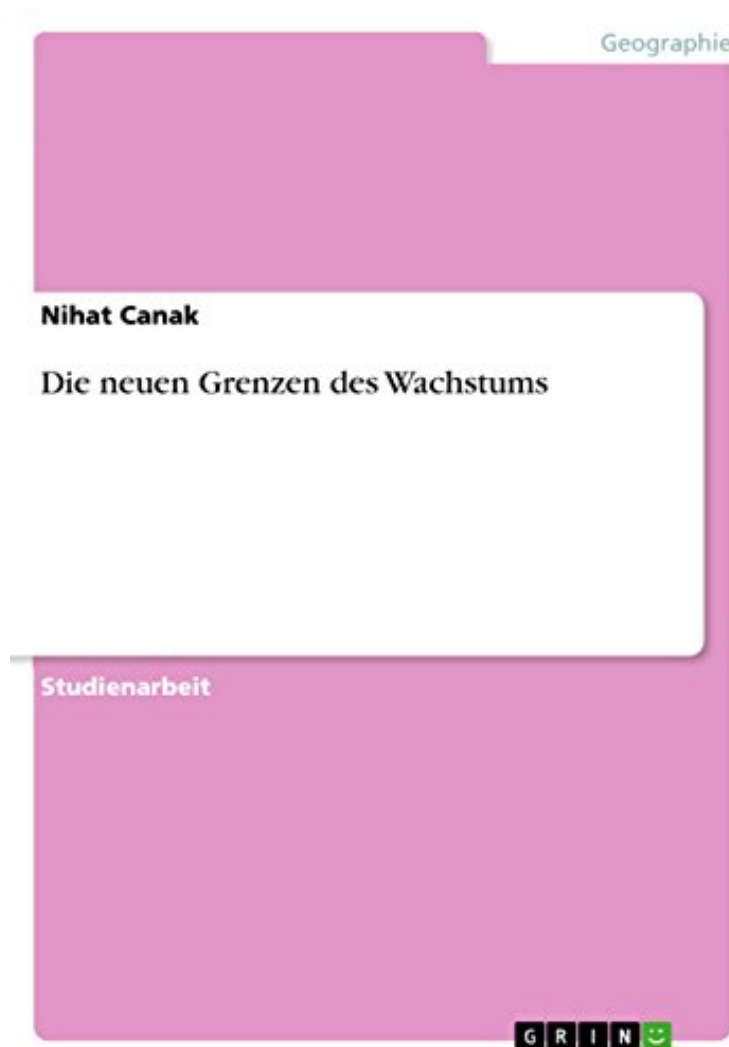 Geographie
Nihat Canak
Die neuen Grenzen des Wachstums
Studienarbeit
GRIN